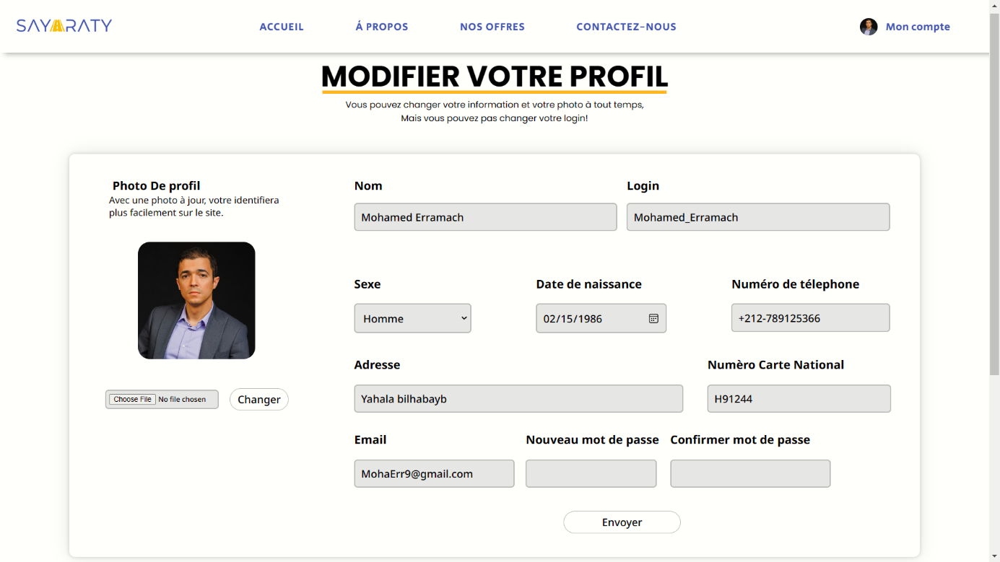 SAYARATY
ACCUEIL
Á PROPOS
NOS OFFRES
CONTACTEZ-NOUS
Mon compte
MODIFIER VOTRE PROFIL
Vous pouvez changer votre information et votre photo à tout temps,
Mais vous pouvez pas changer votre login!
Photo De profil
Avec une photo à jour, votre identifiera
plus facilement sur le site.
Choose File No file chosen
Changer
Nom
Mohamed Erramach
Login
Mohamed_Erramach
Sexe
Homme
Date de naissance
02/15/1986
Numéro de télephone
+212-789125366
Adresse
Yahala bilhabayb
Numèro Carte National
H91244
Email
MohaErr9@gmail.com
Nouveau mot de passe
Confirmer mot de passe
Envoyer